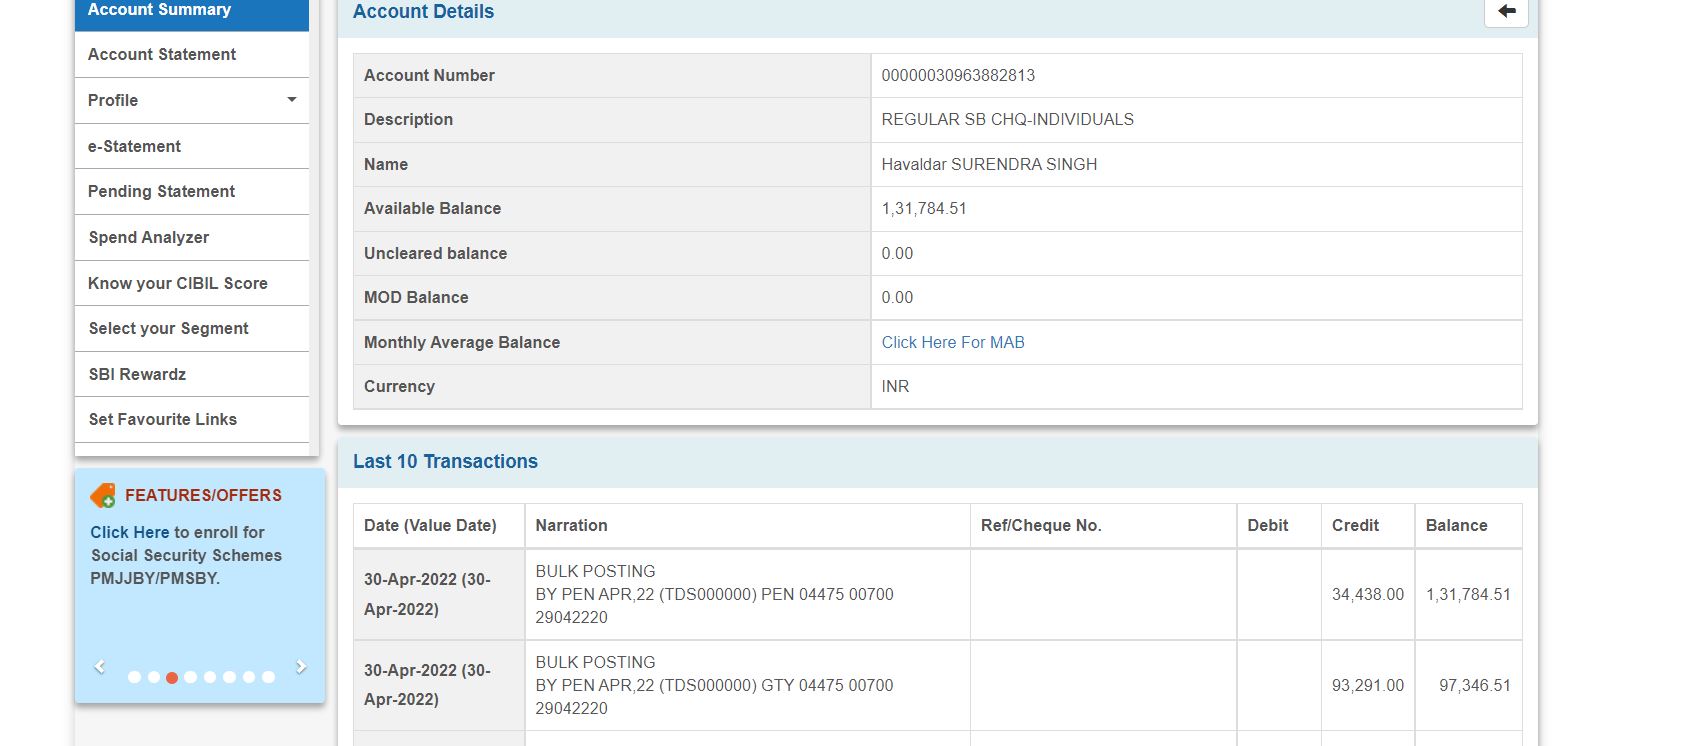 Account Summary
Account Statement
Profile
e-Statement
Pending Statement
Spend Analyzer
Know your CIBIL Score
Select your Segment
SBI Rewardz
Set Favourite Links
FEATURES/OFFERS
Click Here to enroll for
Social Security Schemes
PMJJBY/PMSBY.
Account Details
Account Number 00000030963882813
Description REGULAR SB CHQ-INDIVIDUALS
Name Havaldar SURENDRA SINGH
Available Balance 1,31,784.51
Uncleared balance 0.00
MOD Balance 0.00
Monthly Average Balance Click Here For MAB
Currency INR
Last 10 Transactions
Date (Value Date) Narration Ref/Cheque No. Debit Credit Balance
30-Apr-2022 (30-
Apr-2022)
BULK POSTING
BY PEN APR,22 (TDS000000) PEN 04475 00700
29042220
34,438.00 1,31,784.51
30-Apr-2022 (30-
Apr-2022)
BULK POSTING
BY PEN APR,22 (TDS000000) GTY 04475 00700
29042220
93,291.00 97,346.51